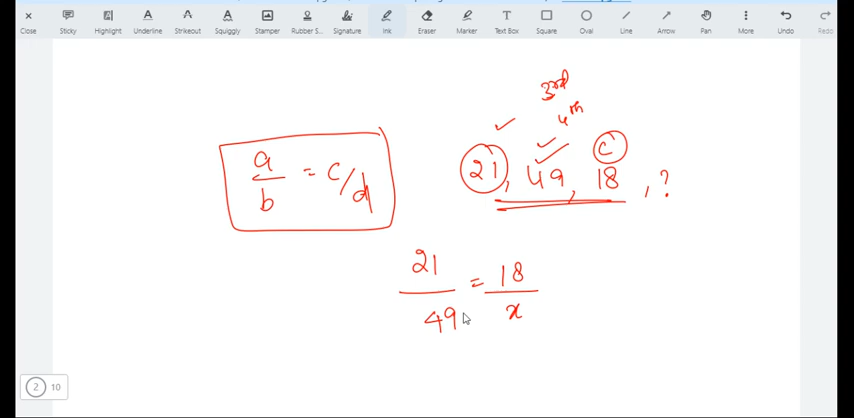 Close Sticky Highlight Underline Strikeout Squiggly Stamper Rubber S... Signature Ink Eraser Marker Text Box Square Oval Line Arrow Pan More Undo Redo
3rd
4th
c
21, 49, 18, ?
a/b = c/d
21/49 = 18/x
2 10